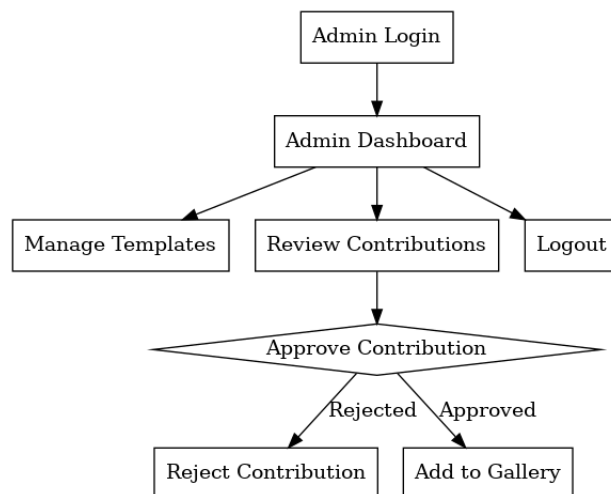 Admin Login
Admin Dashboard
Manage Templates
Review Contributions
Logout
Approve Contribution
Rejected
Approved
Reject Contribution
Add to Gallery